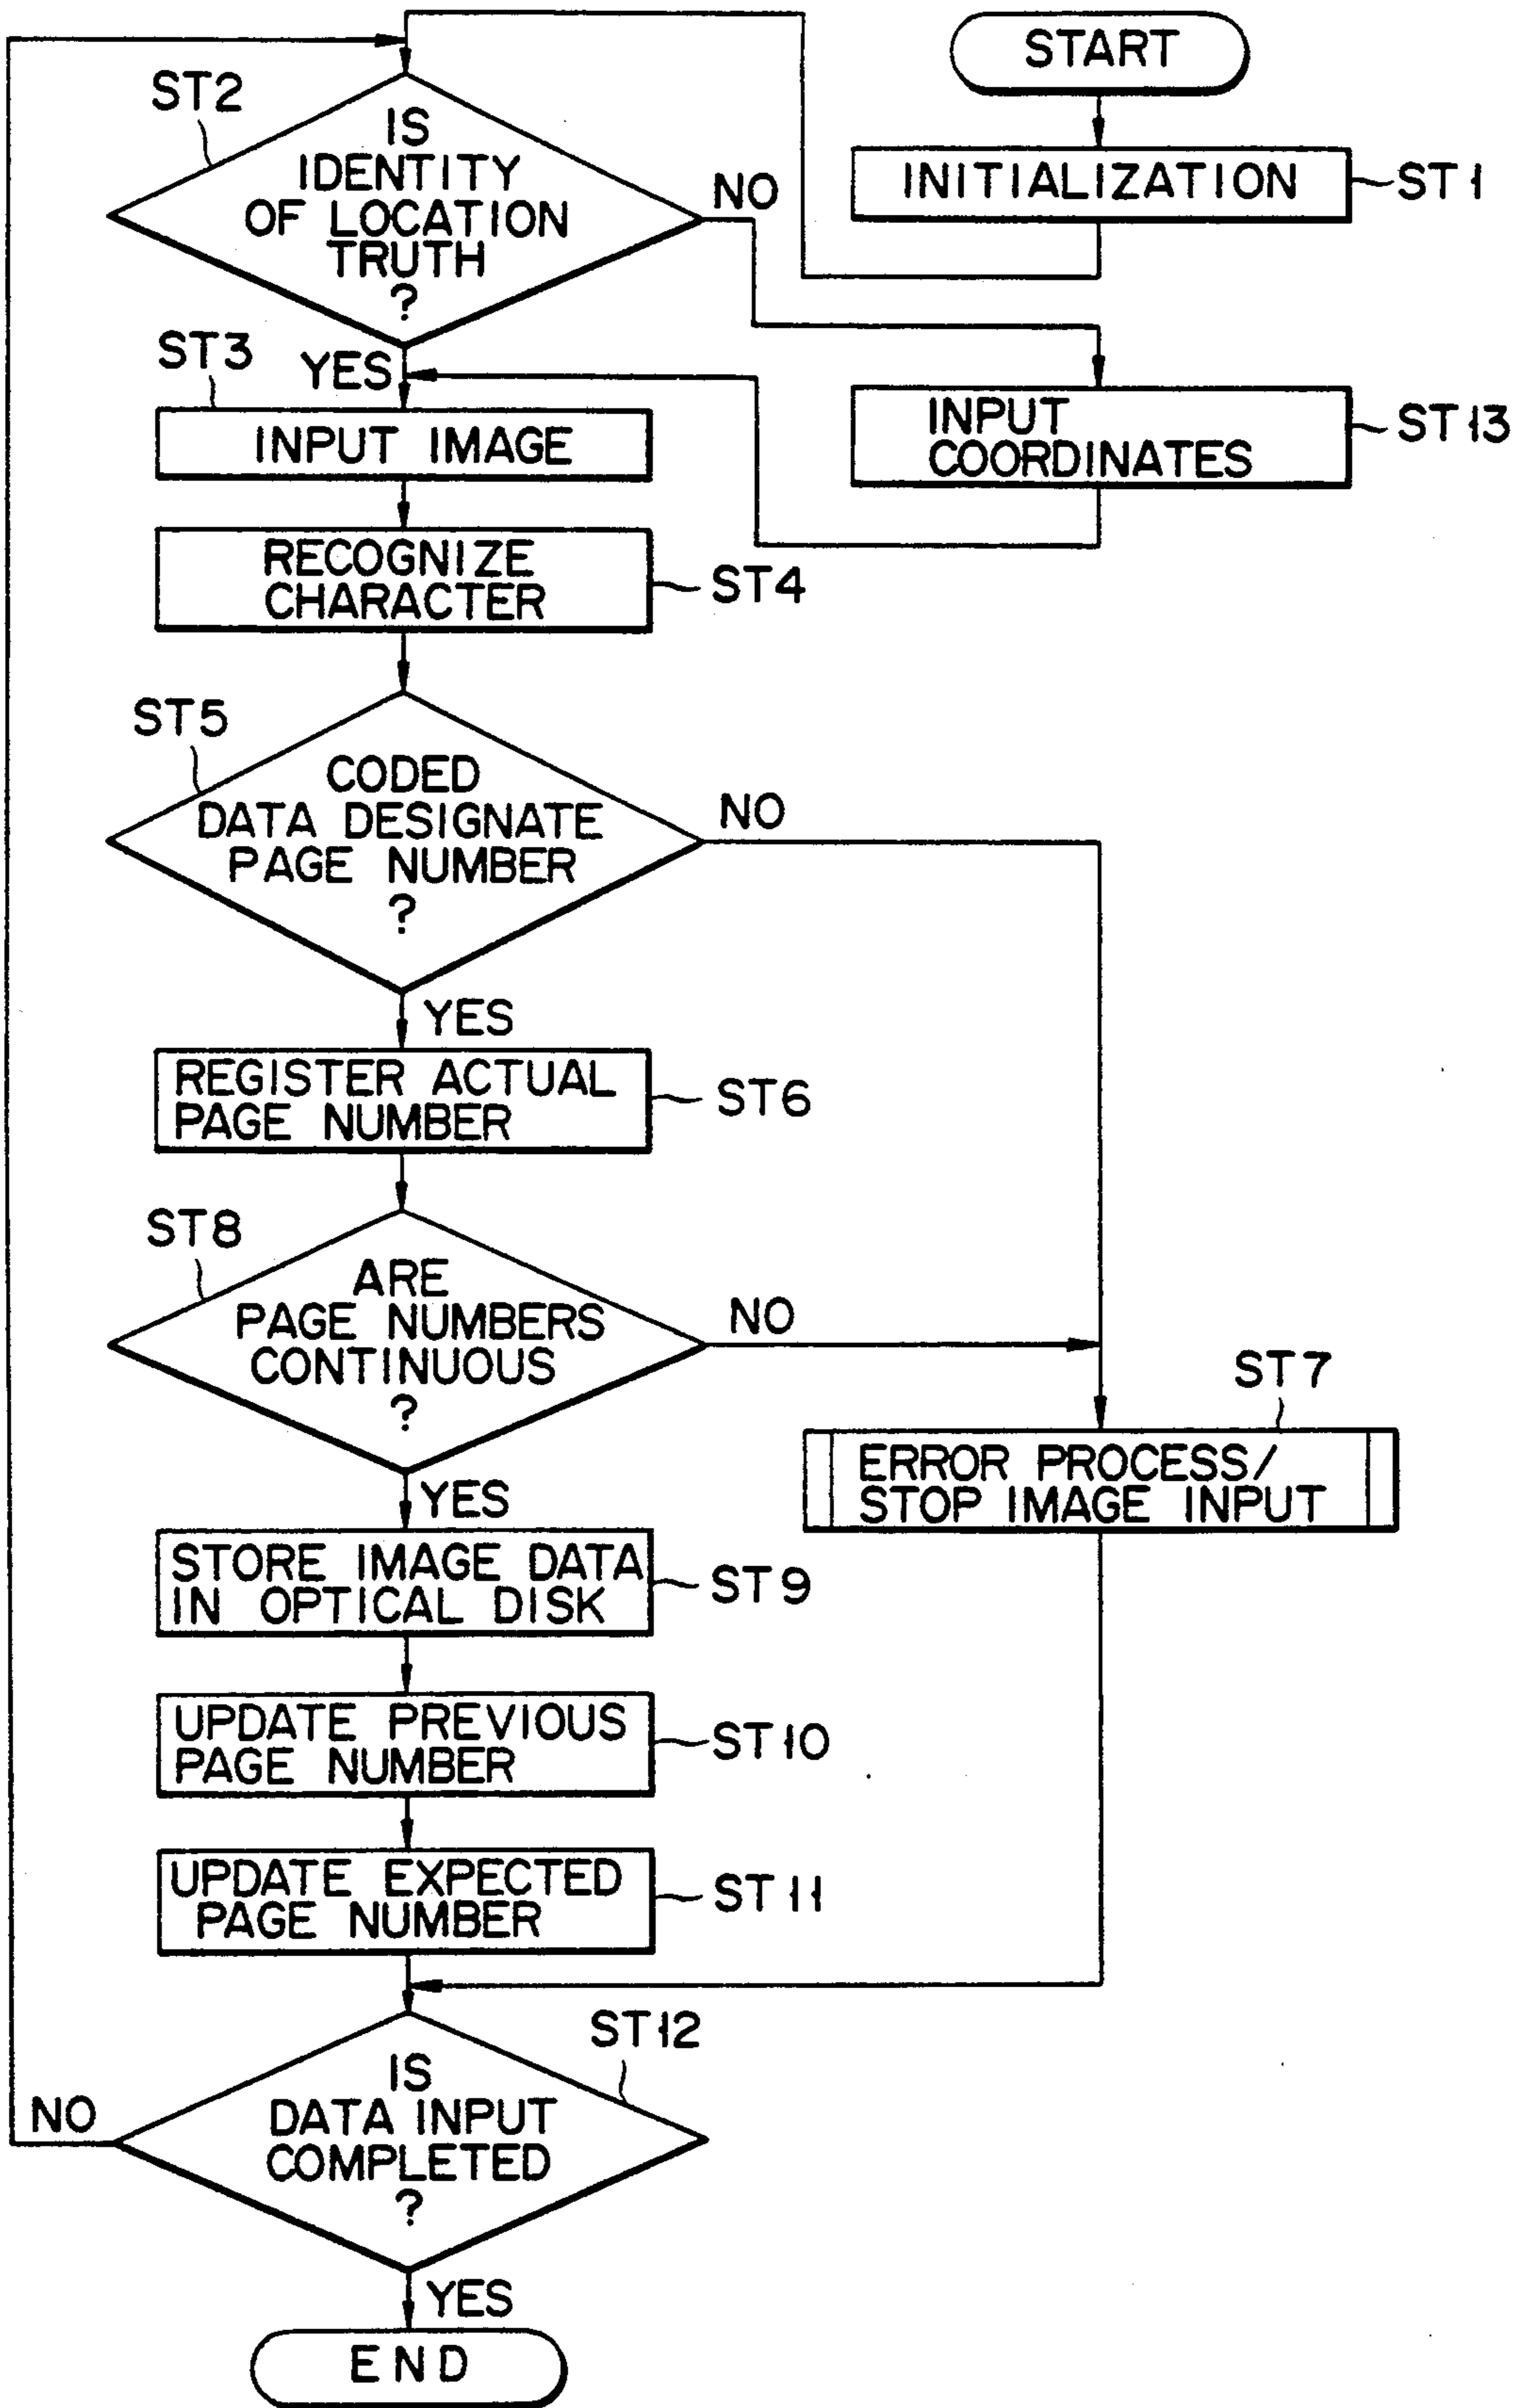 START
INITIALIZATION
ST1
ST2
IS
IDENTITY
OF LOCATION
TRUTH
?
NO
YES
INPUT
COORDINATES
ST13
ST3
INPUT IMAGE
RECOGNIZE
CHARACTER
ST4
ST5
CODED
DATA DESIGNATE
PAGE NUMBER
?
NO
YES
REGISTER ACTUAL
PAGE NUMBER
ST6
ST8
ARE
PAGE NUMBERS
CONTINUOUS
?
NO
YES
ST7
ERROR PROCESS/
STOP IMAGE INPUT
STORE IMAGE DATA
IN OPTICAL DISK
ST9
UPDATE PREVIOUS
PAGE NUMBER
ST10
UPDATE EXPECTED
PAGE NUMBER
ST11
ST12
IS
DATA INPUT
COMPLETED
?
NO
YES
END